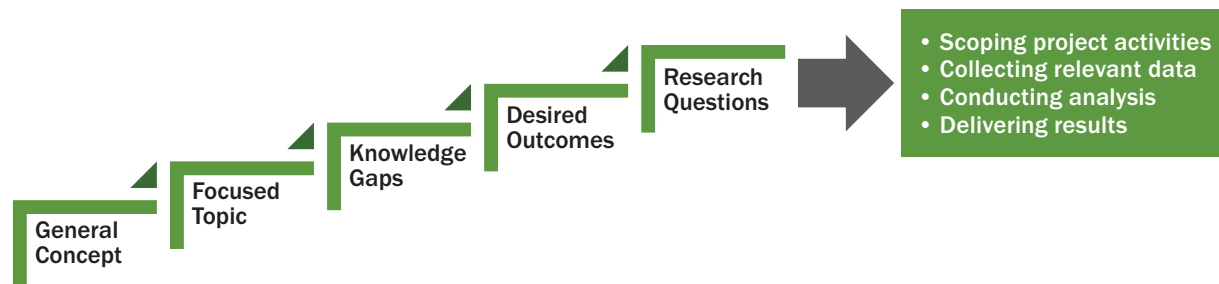 General
Concept
Focused
Topic
Knowledge
Gaps
Desired
Outcomes
Research
Questions
• Scoping project activities
• Collecting relevant data
• Conducting analysis
• Delivering results